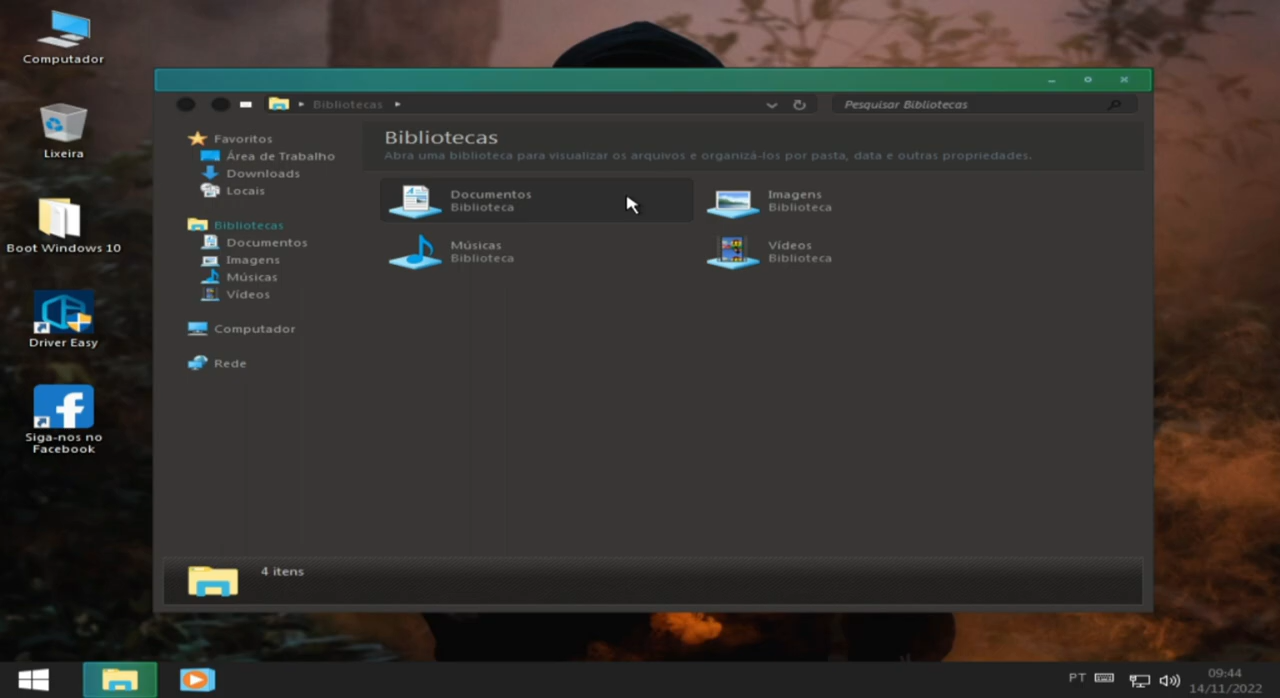 Computador
Lixeira
Boot Windows 10
Driver Easy
Siga-nos no
Facebook
Bibliotecas
Pesquisar Bibliotecas
Favoritos
Área de Trabalho
Downloads
Locais
Bibliotecas
Documentos
Imagens
Músicas
Vídeos
Computador
Rede
Bibliotecas
Abra uma biblioteca para visualizar os arquivos e organizá-los por pasta, data e outras propriedades.
Documentos
Biblioteca
Imagens
Biblioteca
Músicas
Biblioteca
Vídeos
Biblioteca
4 itens
PT
09:44
14/11/2022